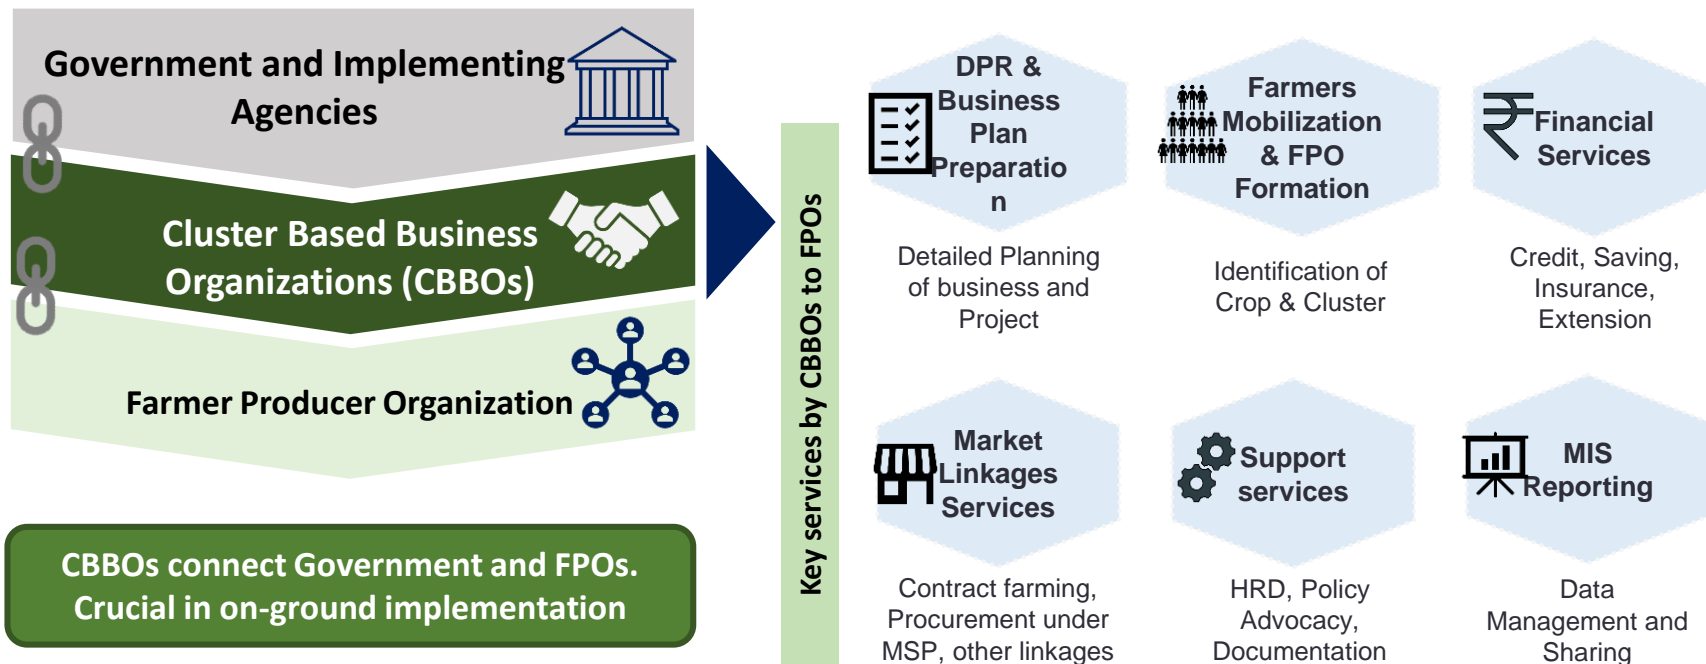 Government and Implementing
Agencies
Cluster Based Business
Organizations (CBBOs)
Farmer Producer Organization
CBBOs connect Government and FPOs.
Crucial in on-ground implementation
Key services by CBBOs to FPOs
DPR &
Business
Plan
Preparatio
n
Detailed Planning
of business and
Project
Farmers
Mobilization
& FPO
Formation
Identification of
Crop & Cluster
Financial
Services
Credit, Saving,
Insurance,
Extension
Market
Linkages
Services
Contract farming,
Procurement under
MSP, other linkages
Support
services
HRD, Policy
Advocacy,
Documentation
MIS
Reporting
Data
Management and
Sharing